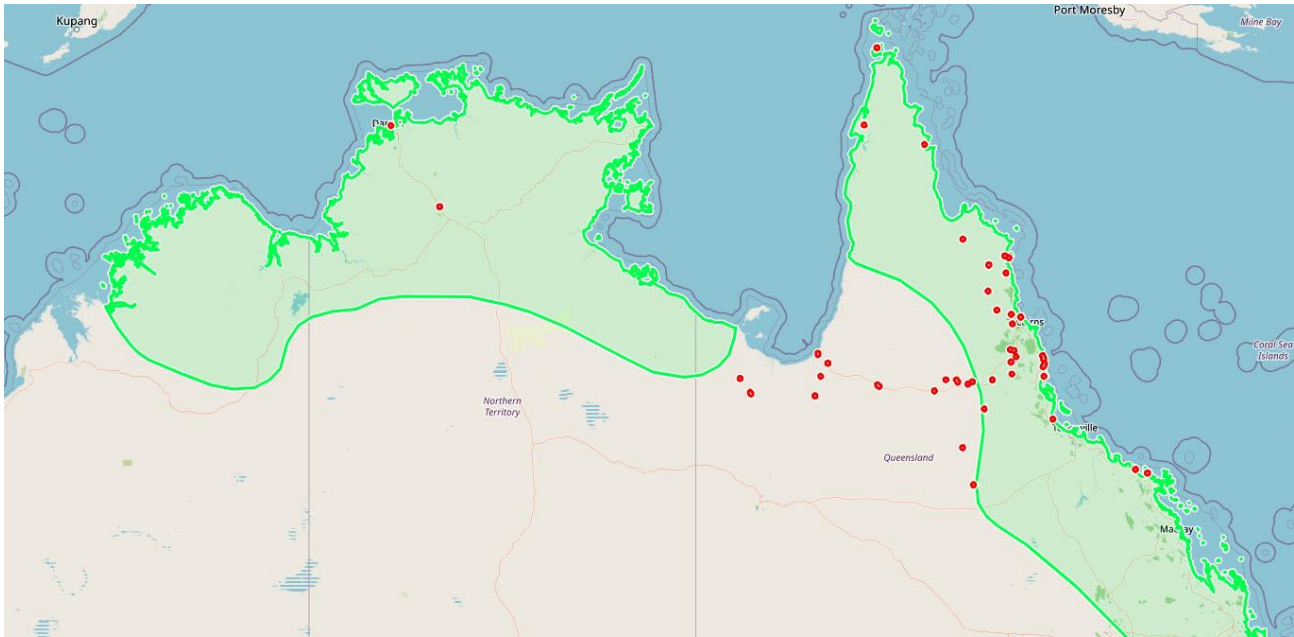 Port Moresby
Kupang
Milne Bay
Coral Sea
Islands
Northern
Territory
Queensland